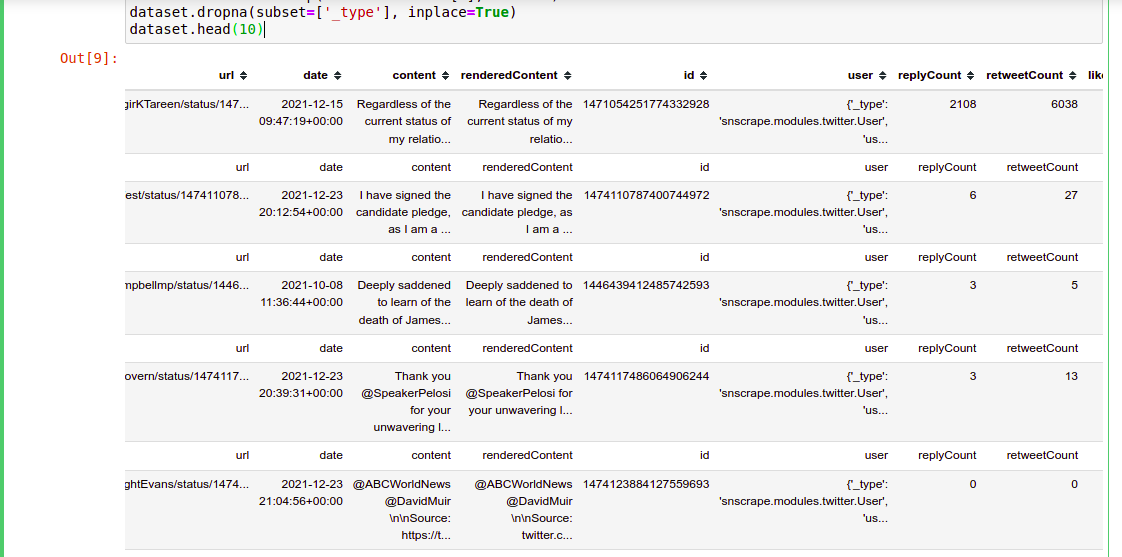 dataset.dropna(subset=['_type'], inplace=True)
dataset.head(10)
Out[9]:
url date content renderedContent id user replyCount retweetCount
girKTareen/status/147... 2021-12-15 Regardless of the Regardless of the 1471054251774332928 {'_type': 2108 6038
09:47:19+00:00 current status of current status of my 'snscrape.modules.twitter.User',
my relatio... relatio... 'us...
url date content renderedContent id user replyCount retweetCount
est/status/147411078... 2021-12-23 I have signed the I have signed the 1474110787400744972 {'_type': 6 27
20:12:54+00:00 candidate pledge, candidate pledge, as 'snscrape.modules.twitter.User',
as I am a ... I am a ... 'us...
url date content renderedContent id user replyCount retweetCount
mpbellmp/status/1446... 2021-10-08 Deeply saddened Deeply saddened to 1446439412485742593 {'_type': 3 5
11:36:44+00:00 to learn of the learn of the death of 'snscrape.modules.twitter.User',
death of James... James... 'us...
url date content renderedContent id user replyCount retweetCount
overn/status/1474117... 2021-12-23 Thank you Thank you 1474117486064906244 {'_type': 3 13
20:39:31+00:00 @SpeakerPelosi @SpeakerPelosi for 'snscrape.modules.twitter.User',
for your your unwavering l... 'us...
unwavering l...
url date content renderedContent id user replyCount retweetCount
ghtEvans/status/1474... 2021-12-23 @ABCWorldNews @ABCWorldNews 1474123884127559693 {'_type': 0 0
21:04:56+00:00 @DavidMuir @DavidMuir 'snscrape.modules.twitter.User',
\n\nSource: \n\nSource: 'us...
https://t... twitter.c...